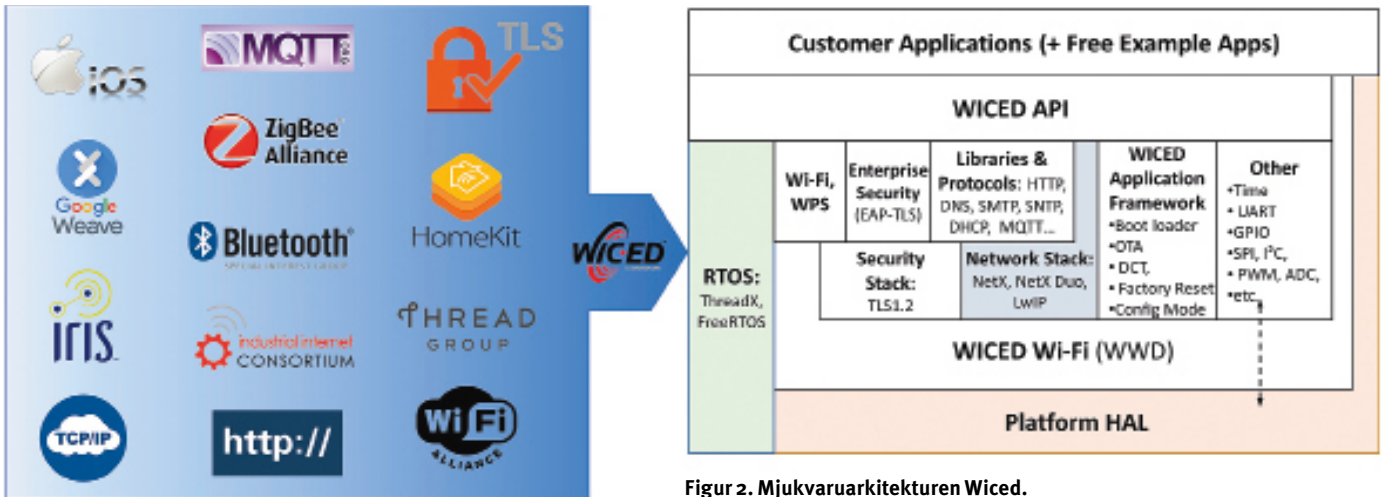 iOS
MQTT
.ORG
TLS
ZigBee®
Alliance
Google
Weave
HomeKit
Bluetooth®
SPECIAL INTEREST GROUP
WICED
IRIS
industrial internet
CONSORTIUM
THREAD
GROUP
TCP/IP
http://
Wi Fi
ALLIANCE
Customer Applications (+ Free Example Apps)
WICED API
RTOS:
ThreadX,
FreeRTOS
Wi-Fi,
WPS
Enterprise
Security
(EAP-TLS)
Libraries &
Protocols: HTTP,
DNS, SMTP, SNTP,
DHCP, MQTT...
Security
Stack:
TLS1.2
Network Stack:
NetX, NetX Duo,
LwIP
WICED
Application
Framework
•Boot loader
•OTA
• DCT,
• Factory Reset
•Config Mode
Other
•Time
• UART
•GPIO
•SPI, I²C,
• PWM, ADC,
•etc.
WICED Wi-Fi (WWD)
Platform HAL
Figur 2. Mjukvaruarkitekturen Wiced.